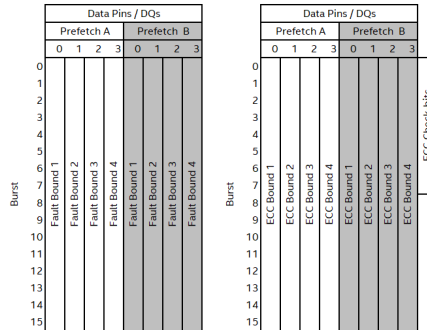 Data Pins / DQs
Prefetch A Prefetch B
0 1 2 3 0 1 2 3
0
1
2
3
4
5
6
7
8
9
10
11
12
13
14
15
Burst
Fault Bound 1
Fault Bound 2
Fault Bound 3
Fault Bound 4
Fault Bound 1
Fault Bound 2
Fault Bound 3
Fault Bound 4
Data Pins / DQs
Prefetch A Prefetch B
0 1 2 3 0 1 2 3
0
1
2
3
4
5
6
7
8
9
10
11
12
13
14
15
Burst
ECC Bound 1
ECC Bound 2
ECC Bound 3
ECC Bound 4
ECC Bound 1
ECC Bound 2
ECC Bound 3
ECC Bound 4
ECC Check bits